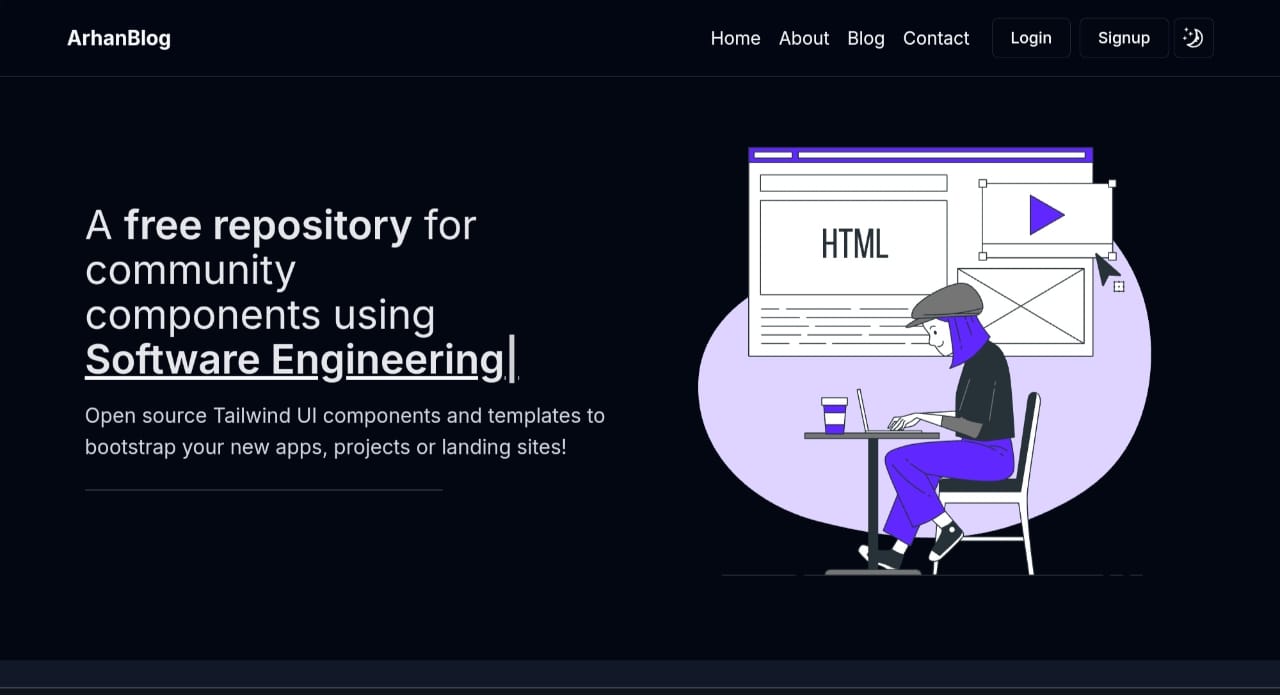 ArhanBlog
Home About Blog Contact Login Signup
A free repository for
community
components using
Software Engineering|
Open source Tailwind UI components and templates to
bootstrap your new apps, projects or landing sites!
HTML